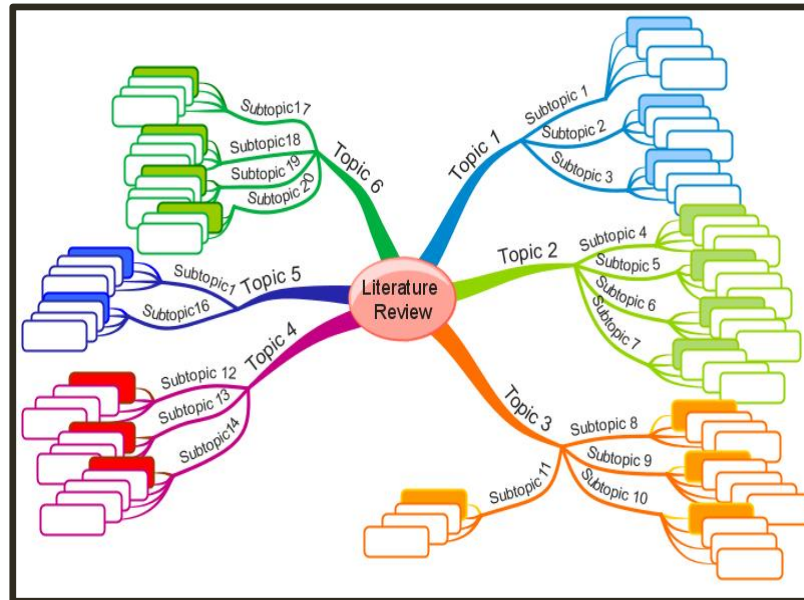 Literature
Review
Topic 1
Subtopic 1
Subtopic 2
Subtopic 3
Topic 2
Subtopic 4
Subtopic 5
Subtopic 6
Subtopic 7
Topic 3
Subtopic 8
Subtopic 9
Subtopic 10
Subtopic 11
Topic 4
Subtopic 12
Subtopic 13
Subtopic14
Topic 5
Subtopic1
Subtopic16
Topic 6
Subtopic17
Subtopic18
Subtopic 19
Subtopic 20